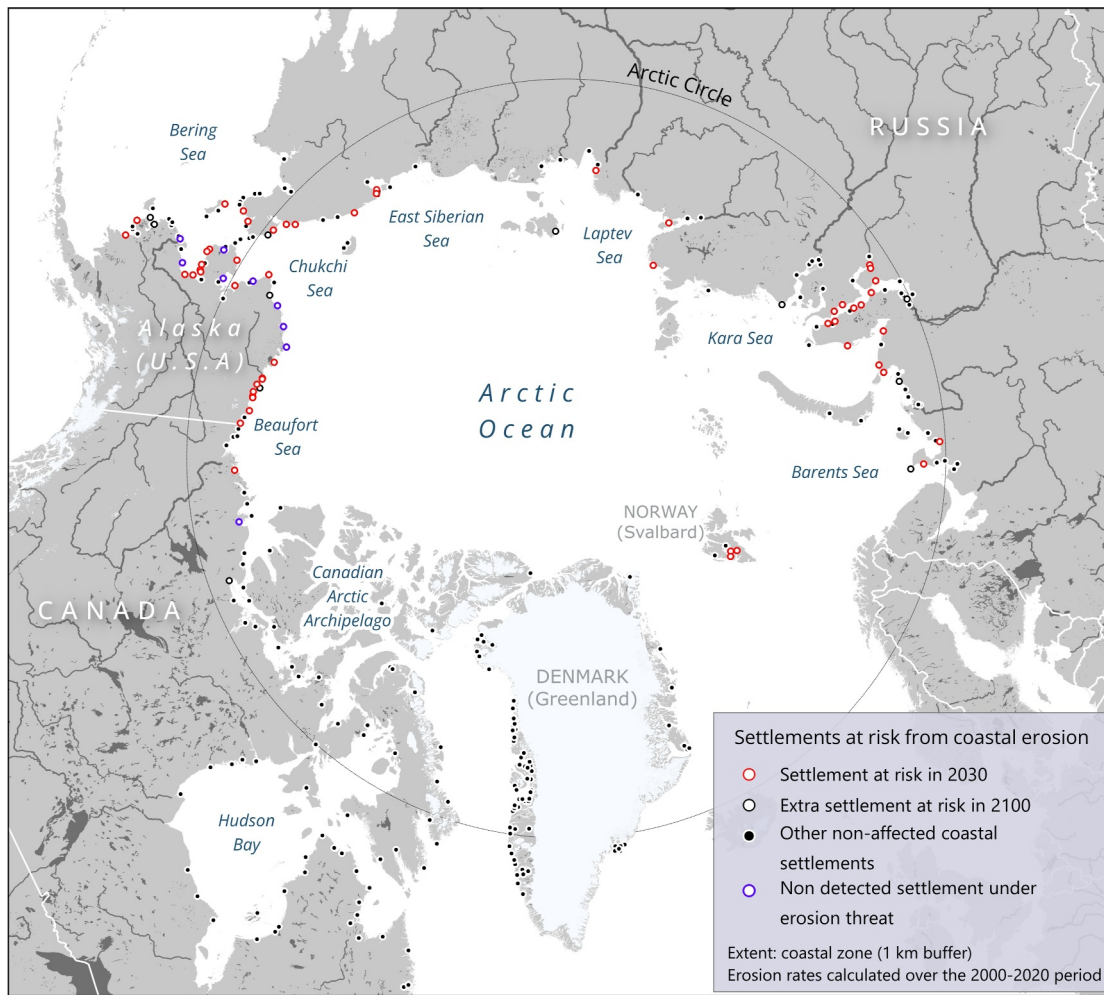 Arctic Circle
RUSSIA
Bering
Sea
East Siberian
Sea
Laptev
Sea
Chukchi
Sea
Alaska
(U.S.A)
Kara Sea
Arctic
Ocean
Beaufort
Sea
Barents Sea
NORWAY
(Svalbard)
CANADA
Canadian
Arctic
Archipelago
DENMARK
(Greenland)
Hudson
Bay
Settlements at risk from coastal erosion
Settlement at risk in 2030
Extra settlement at risk in 2100
Other non-affected coastal
settlements
Non detected settlement under
erosion threat
Extent: coastal zone (1 km buffer)
Erosion rates calculated over the 2000-2020 period